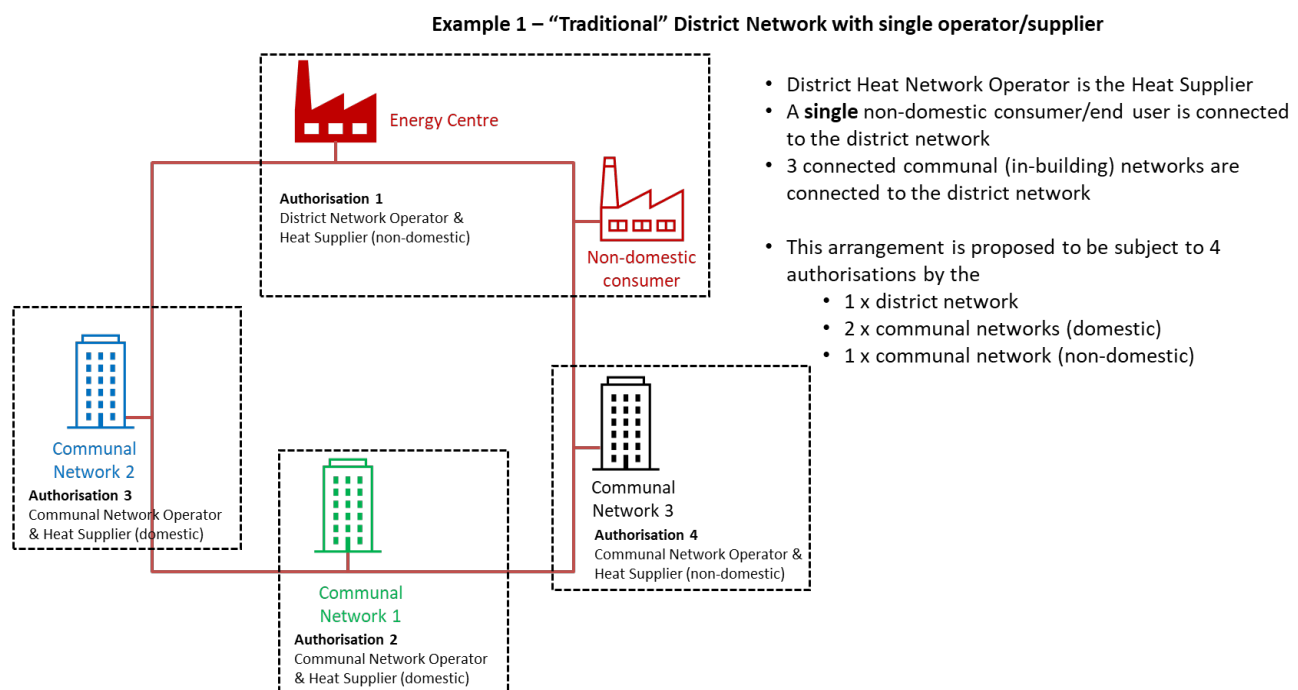 Example 1 – “Traditional” District Network with single operator/supplier
Energy Centre
Authorisation 1
District Network Operator &
Heat Supplier (non-domestic)
Non-domestic
consumer
Communal
Network 2
Authorisation 3
Communal Network Operator
& Heat Supplier (domestic)
Communal
Network 1
Authorisation 2
Communal Network Operator
& Heat Supplier (domestic)
Communal
Network 3
Authorisation 4
Communal Network Operator &
Heat Supplier (non-domestic)
• District Heat Network Operator is the Heat Supplier
• A single non-domestic consumer/end user is connected
to the district network
• 3 connected communal (in-building) networks are
connected to the district network
• This arrangement is proposed to be subject to 4
authorisations by the
• 1 x district network
• 2 x communal networks (domestic)
• 1 x communal network (non-domestic)